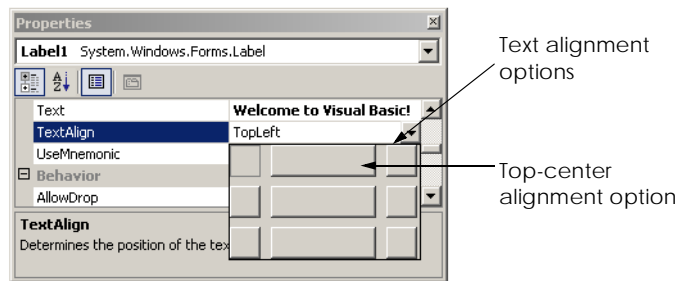 Properties
Label1 System.Windows.Forms.Label
Text Welcome to Visual Basic!
TextAlign TopLeft
UseMnemonic
Behavior
AllowDrop
TextAlign
Determines the position of the tex
Text alignment
options
Top-center
alignment option